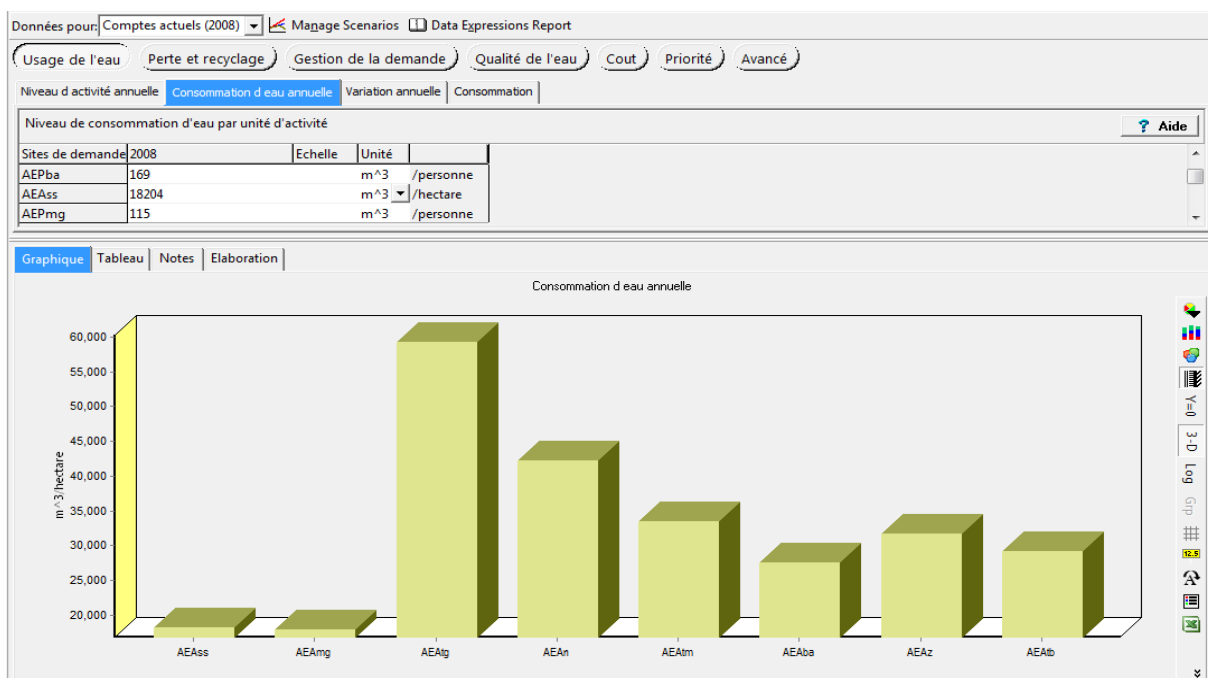 Données pour: Comptes actuels (2008) Manage Scenarios Data Expressions Report
Usage de l'eau Perte et recyclage Gestion de la demande Qualité de l'eau Cout Priorité Avancé
Niveau d activité annuelle Consommation d eau annuelle Variation annuelle Consommation
Niveau de consommation d'eau par unité d'activité ? Aide
Sites de demande 2008 Echelle Unité
AEPba 169 m^3 /personne
AEAss 18204 m^3 /hectare
AEPmg 115 m^3 /personne
Graphique Tableau Notes Elaboration
Consommation d eau annuelle
60,000
55,000
50,000
45,000
40,000
35,000
30,000
25,000
20,000
m^3/hectare
AEAss AEAmg AEAtg AEArı AEAtm AEAba AEAz AEAtb
Y=0
3-D
Log
Grp
12.5
A